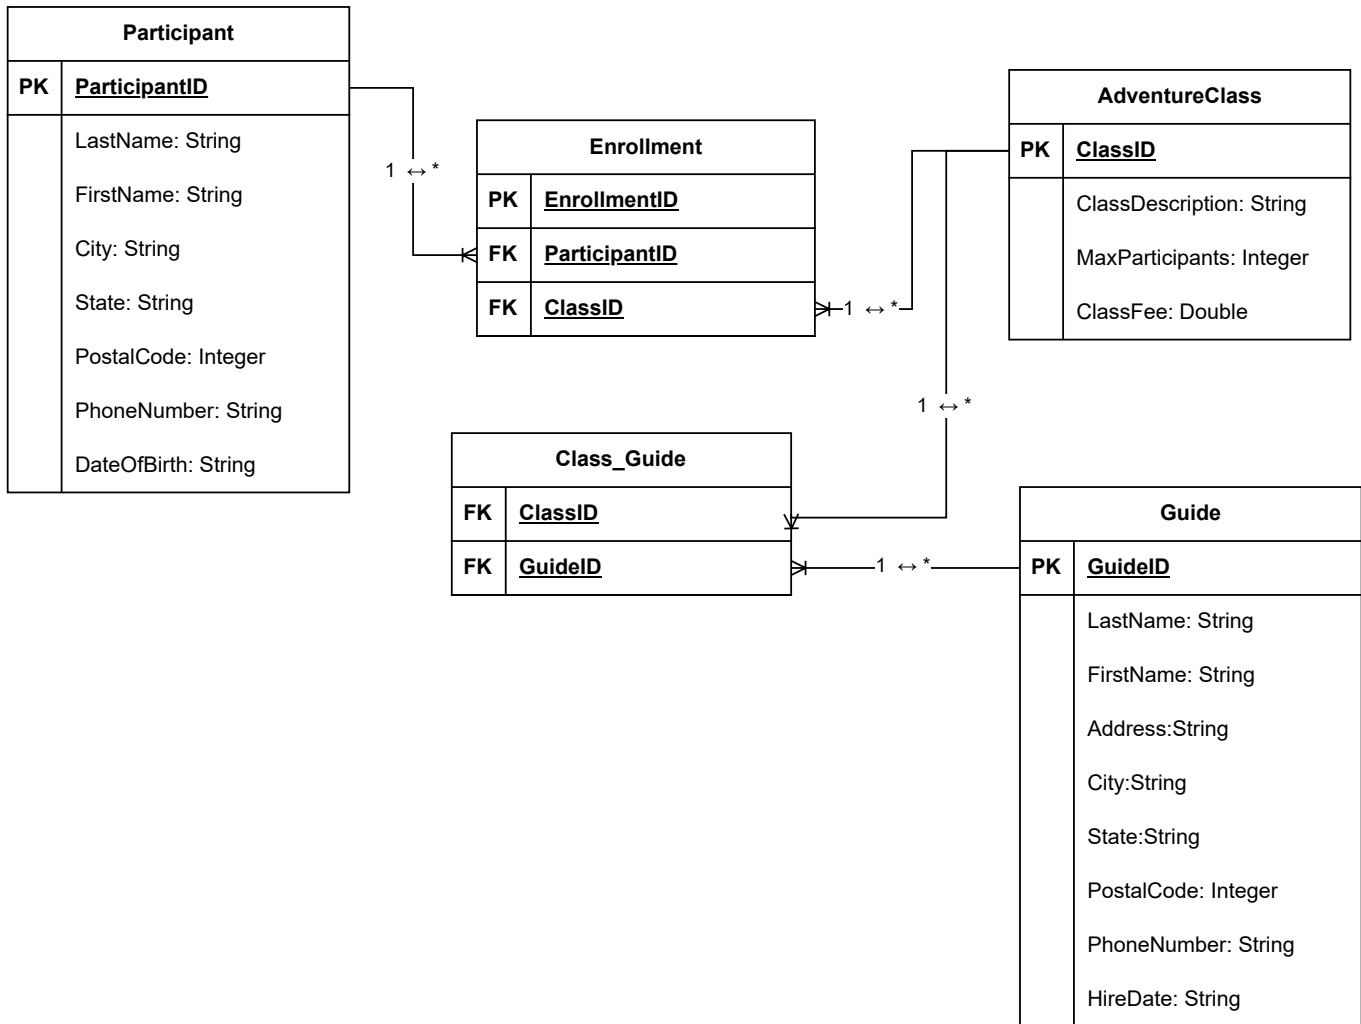 Participant
PK ParticipantID
LastName: String
FirstName: String
City: String
State: String
PostalCode: Integer
PhoneNumber: String
DateOfBirth: String
1 ↔ *
Enrollment
PK EnrollmentID
FK ParticipantID
FK ClassID
1 ↔ *
AdventureClass
PK ClassID
ClassDescription: String
MaxParticipants: Integer
ClassFee: Double
1 ↔ *
Class_Guide
FK ClassID
FK GuideID
1 ↔ *
Guide
PK GuideID
LastName: String
FirstName: String
Address:String
City:String
State:String
PostalCode: Integer
PhoneNumber: String
HireDate: String